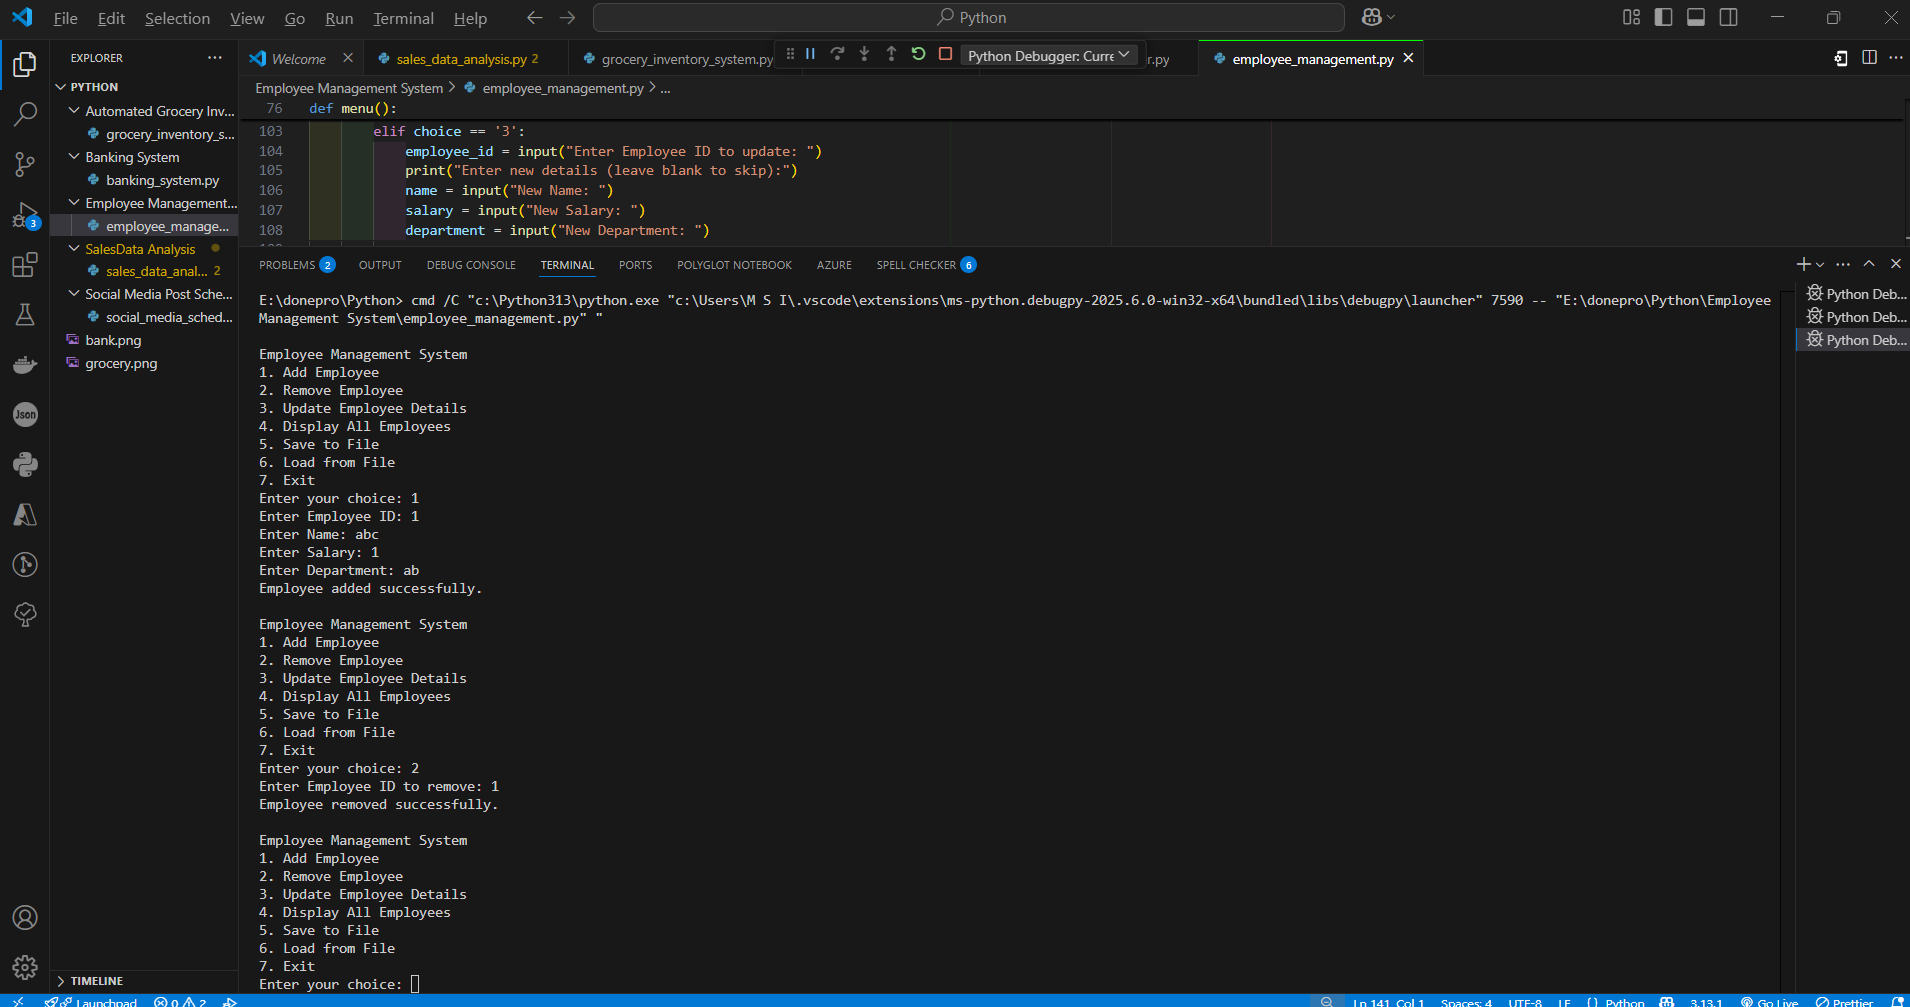 File Edit Selection View Go Run Terminal Help
Python
EXPLORER
PYTHON
Automated Grocery Inv...
grocery_inventory_s...
Banking System
banking_system.py
Employee Management...
employee_manage...
SalesData Analysis
sales_data_anal... 2
Social Media Post Sche...
social_media_sched...
bank.png
grocery.png
TIMELINE
3
Json
Welcome
sales_data_analysis.py 2
grocery_inventory_system.py
Python Debugger: Curre
r.py
employee_management.py
Employee Management System > employee_management.py > ...
76 def menu():
103 elif choice == '3':
104 employee_id = input("Enter Employee ID to update: ")
105 print("Enter new details (leave blank to skip):")
106 name = input("New Name: ")
107 salary = input("New Salary: ")
108 department = input("New Department: ")
PROBLEMS 2 OUTPUT DEBUG CONSOLE TERMINAL PORTS POLYGLOT NOTEBOOK AZURE SPELL CHECKER 6
E:\donepro\Python> cmd /C "c:\Python313\python.exe "c:\Users\M S I\.vscode\extensions\ms-python.debugpy-2025.6.0-win32-x64\bundled\libs\debugpy\launcher" 7590 -- "E:\donepro\Python\Employee
Management System\employee_management.py" "
Employee Management System
1. Add Employee
2. Remove Employee
3. Update Employee Details
4. Display All Employees
5. Save to File
6. Load from File
7. Exit
Enter your choice: 1
Enter Employee ID: 1
Enter Name: abc
Enter Salary: 1
Enter Department: ab
Employee added successfully.
Employee Management System
1. Add Employee
2. Remove Employee
3. Update Employee Details
4. Display All Employees
5. Save to File
6. Load from File
7. Exit
Enter your choice: 2
Enter Employee ID to remove: 1
Employee removed successfully.
Employee Management System
1. Add Employee
2. Remove Employee
3. Update Employee Details
4. Display All Employees
5. Save to File
6. Load from File
7. Exit
Enter your choice:
Python Deb...
Python Deb...
Python Deb...
Launchpad 0 2
Ln 141, Col 1 Spaces: 4 UTF-8 LF { } Python 3.13.1 Go Live Prettier